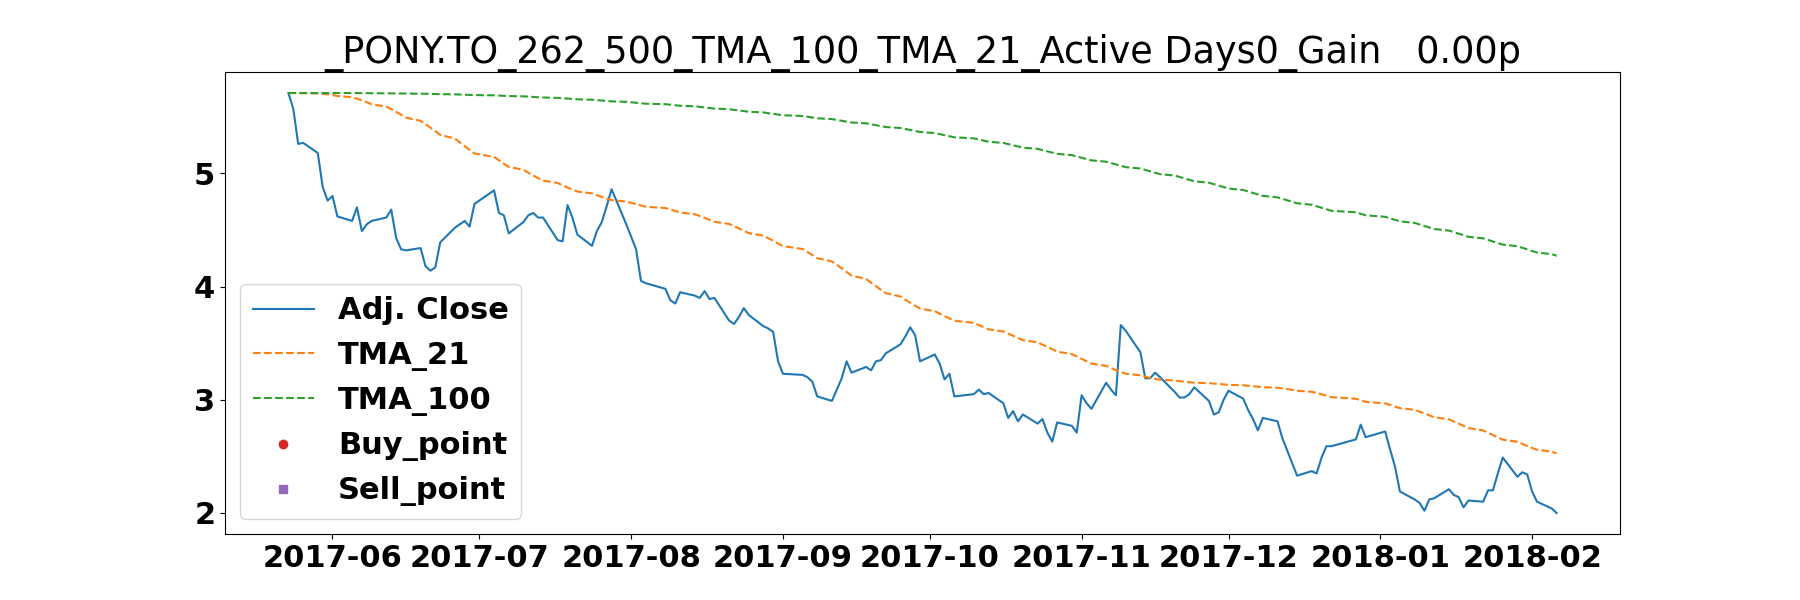 _PONY.TO_262_500_TMA_100_TMA_21_Active Days0_Gain   0.00p
5
4
3
2
Adj. Close
TMA_21
TMA_100
Buy_point
Sell_point
2017-06 2017-07 2017-08 2017-09 2017-10 2017-11 2017-12 2018-01 2018-02